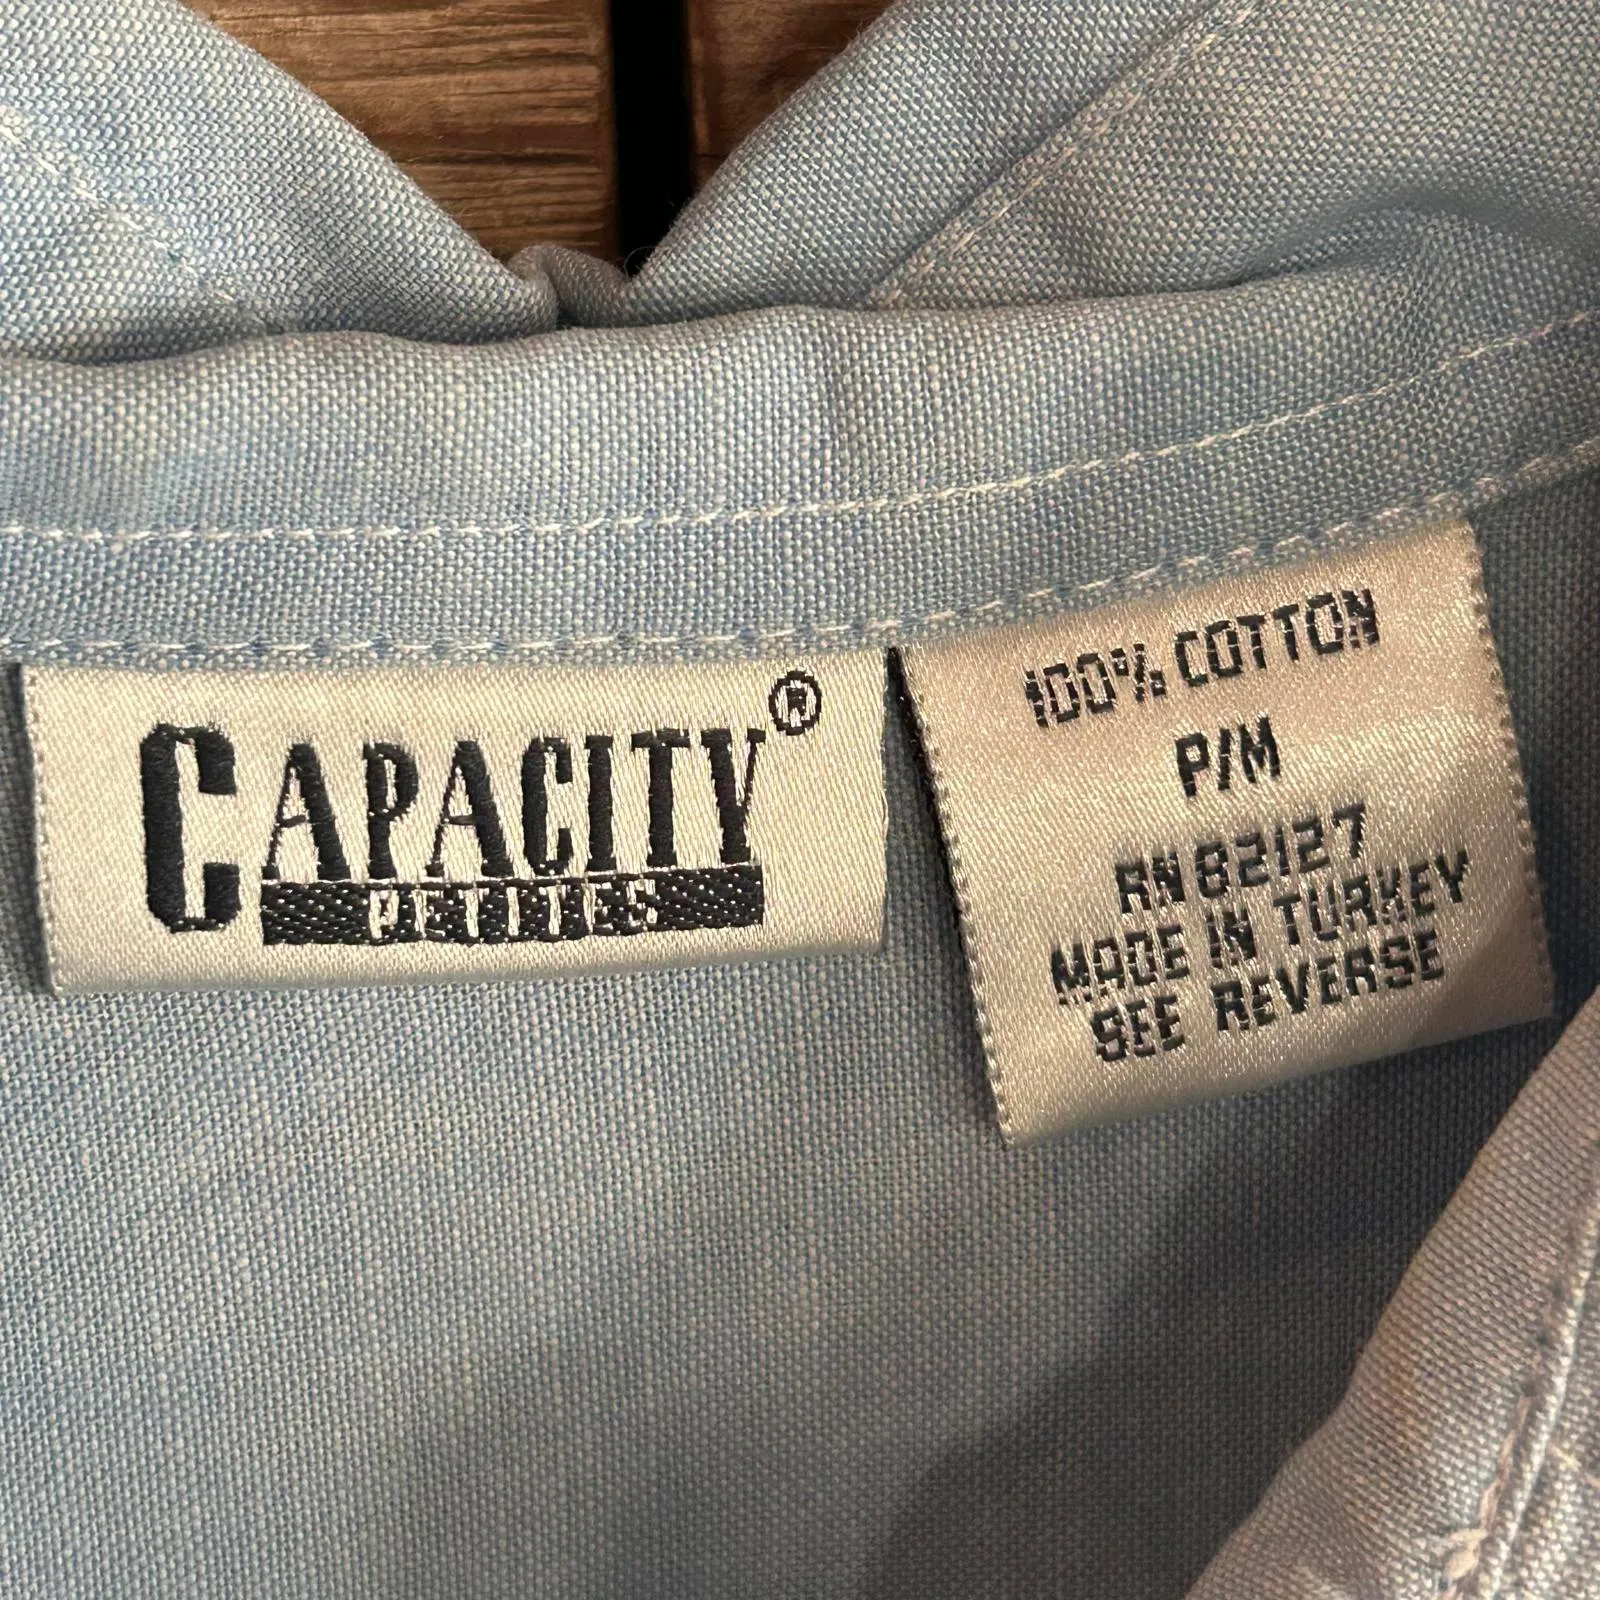 CAPACITY®
PETITES
100% COTTON
P/M
RN 82127
MADE IN TURKEY
SEE REVERSE